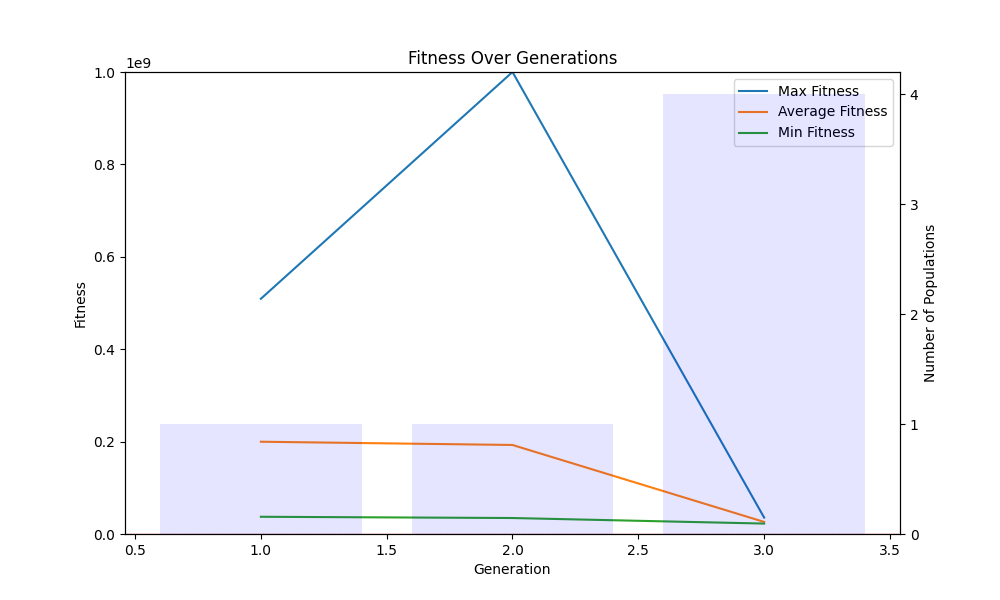 Fitness Over Generations
1e9
1.0
0.8
0.6
0.4
0.2
0.0
Fitness
Max Fitness
Average Fitness
Min Fitness
4
3
2
1
0
Number of Populations
0.5 1.0 1.5 2.0 2.5 3.0 3.5
Generation